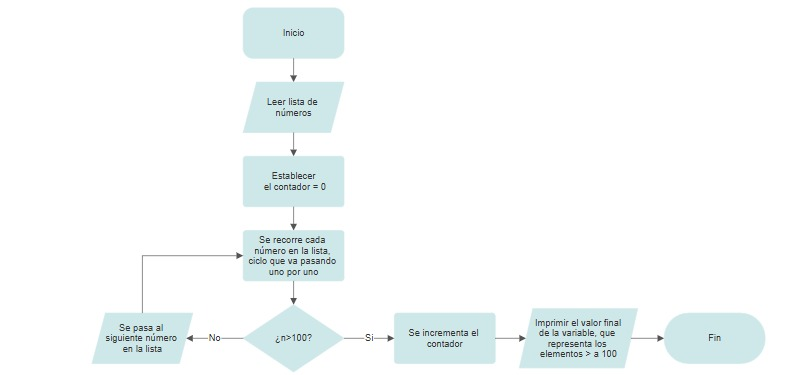 Inicio
Leer lista de
números
Establecer
el contador = 0
Se recorre cada
número en la lista,
ciclo que va pasando
uno por uno
¿n>100?
No
Se pasa al
siguiente número
en la lista
Si
Se incrementa el
contador
Imprimir el valor final
de la variable, que
representa los
elementos > a 100
Fin